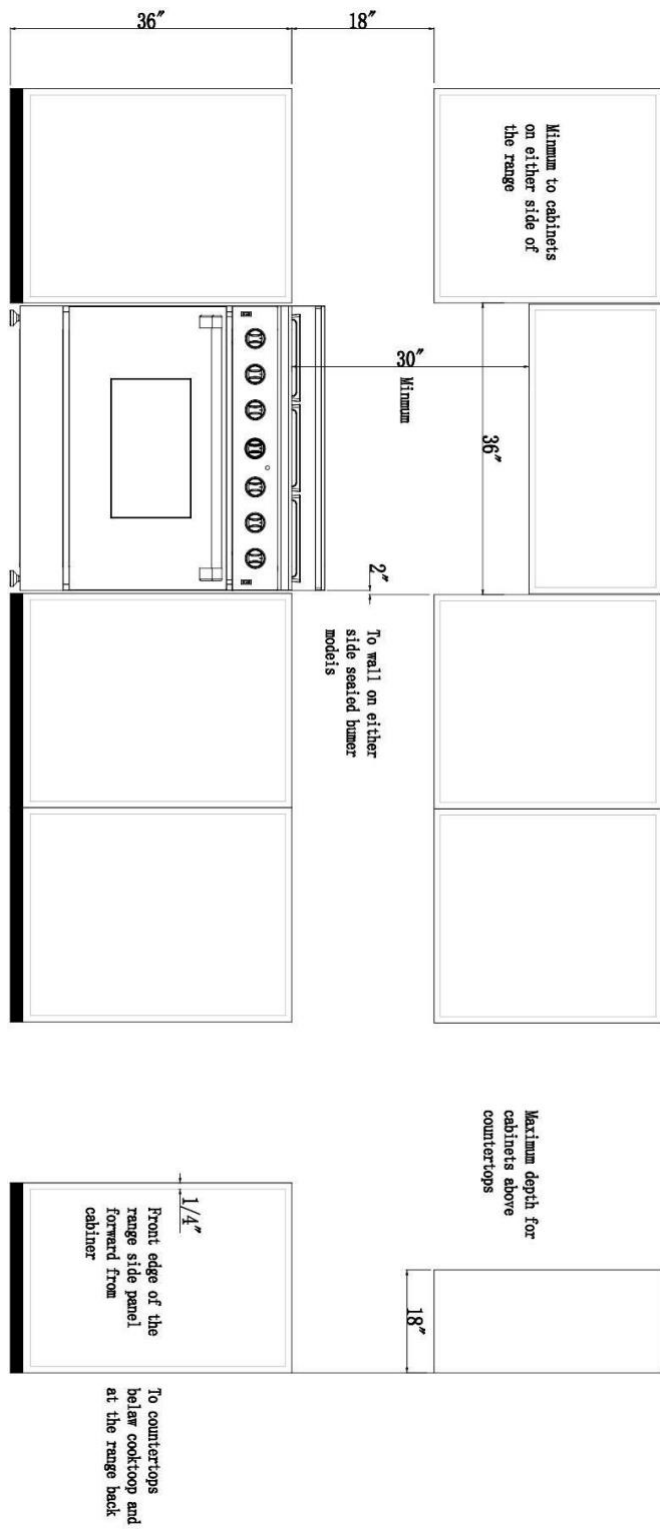 36"
18"
Minmum to cabinets
on either side of
the range
30"
Minmum
36"
2"
To wall on either
side seaied bumer
modeis
Maximum depth for
cabinets above
countertops
18"
1/4"
Front edge of the
range side panel
forward from
cabiner
To countertops
belaw cooktoop and
at the range back